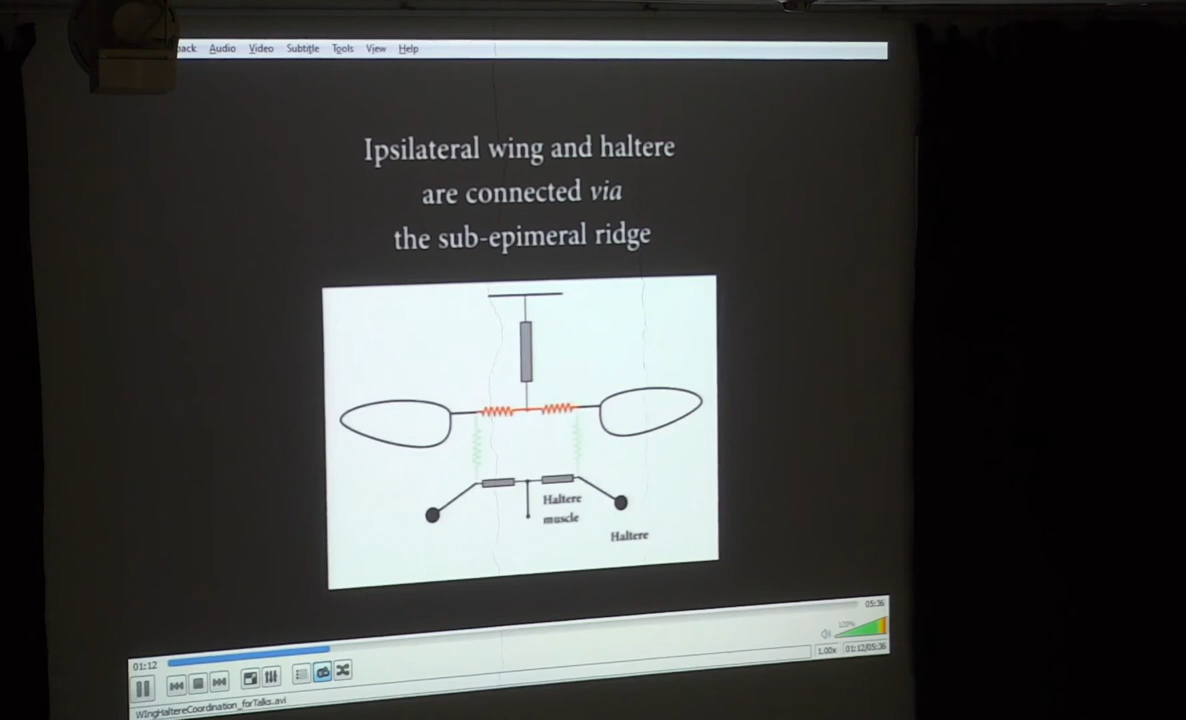 Audio Video Subtitle Tools View Help
Ipsilateral wing and haltere
are connected via
the sub-epimeral ridge
Haltere
muscle
Haltere
05:36
120%
01:12
1.00x 01:12/05:36
WIngHaltereCoordination_forTalks.avi